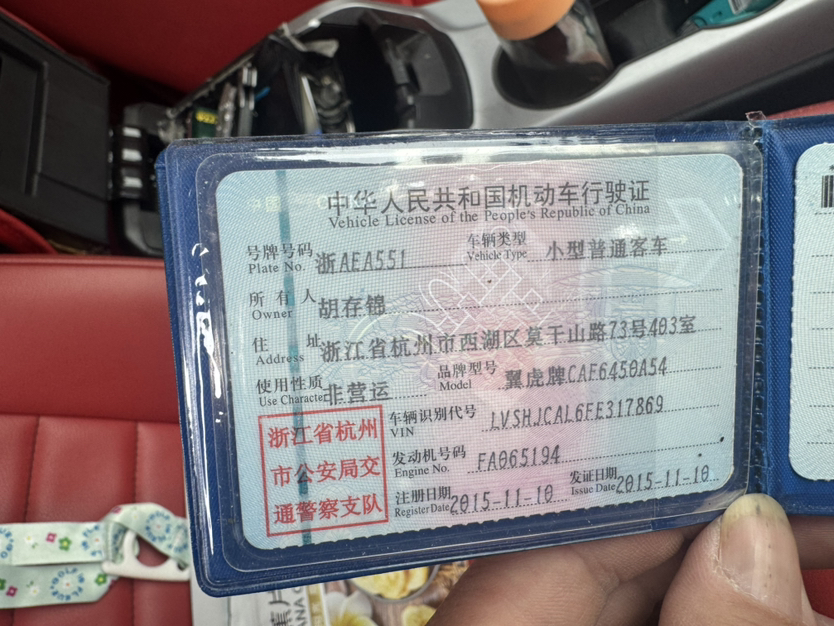 中华人民共和国机动车行驶证
Vehicle License of the People's Republic of China
号牌号码 浙AEA551 车辆类型 小型普通客车
Plate No. Vehicle Type
所有人 胡存锦
Owner
住址 浙江省杭州市西湖区莫干山路73号403室
Address
使用性质 非营运 品牌型号 翼虎牌CAF6450A54
Use Character Model
浙江省杭州
市公安局交
通警察支队
车辆识别代号 LVSHJCAL6FE317869
VIN
发动机号码 FA065194
Engine No.
注册日期 2015-11-10 发证日期 2015-11-10
Register Date Issue Date